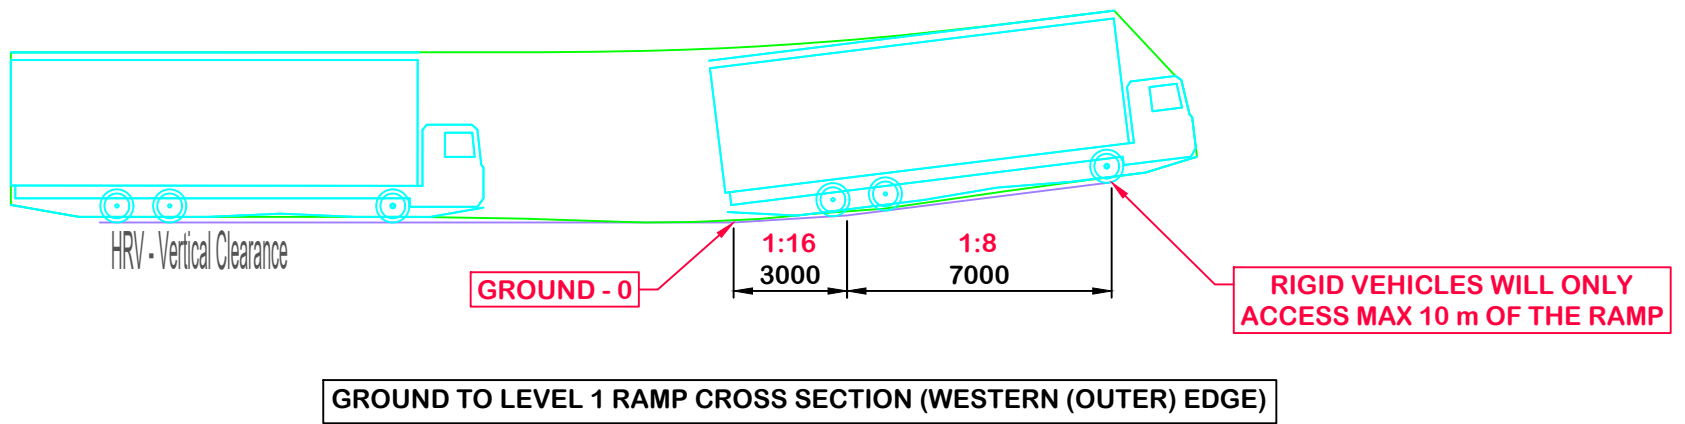 HRV - Vertical Clearance
GROUND - 0
1:16
3000
1:8
7000
RIGID VEHICLES WILL ONLY
ACCESS MAX 10 m OF THE RAMP
GROUND TO LEVEL 1 RAMP CROSS SECTION (WESTERN (OUTER) EDGE)